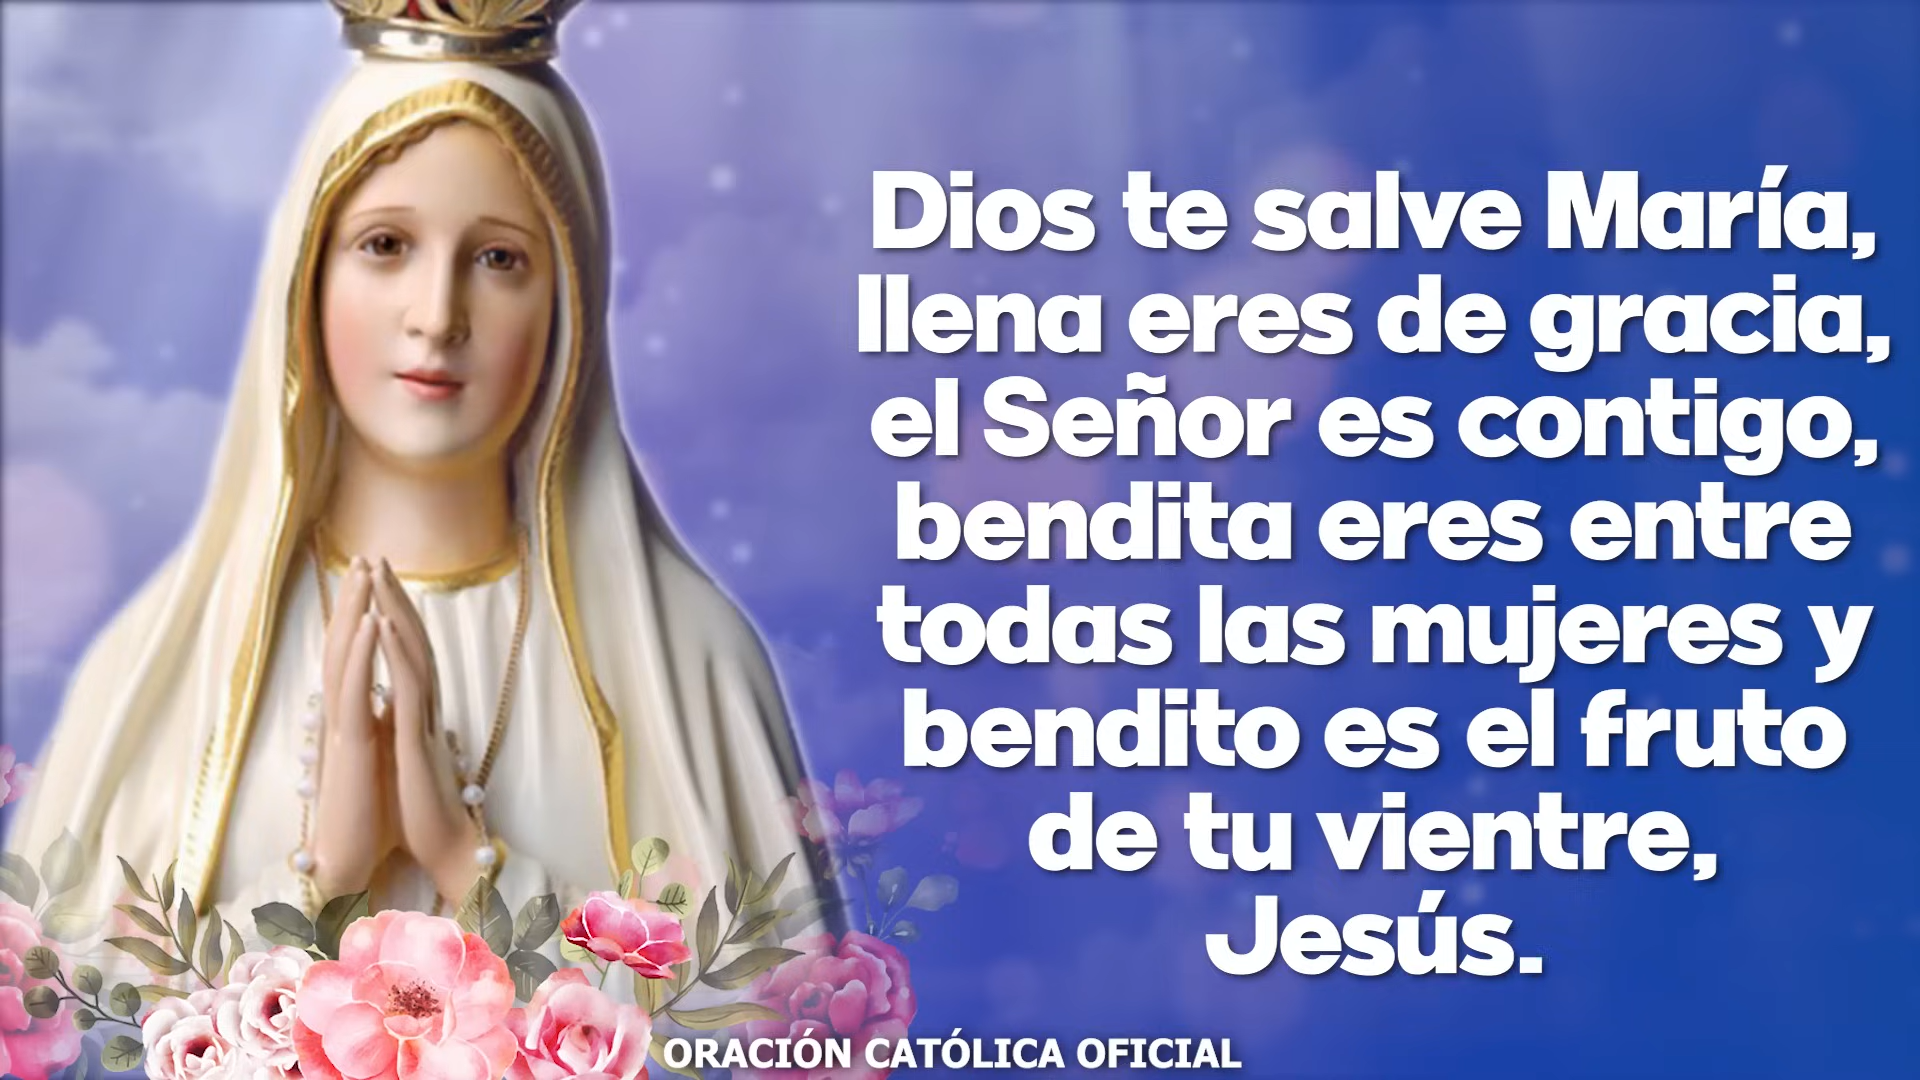 Dios te salve María,
llena eres de gracia,
el Señor es contigo,
bendita eres entre
todas las mujeres y
bendito es el fruto
de tu vientre,
Jesús.
ORACIÓN CATÓLICA OFICIAL